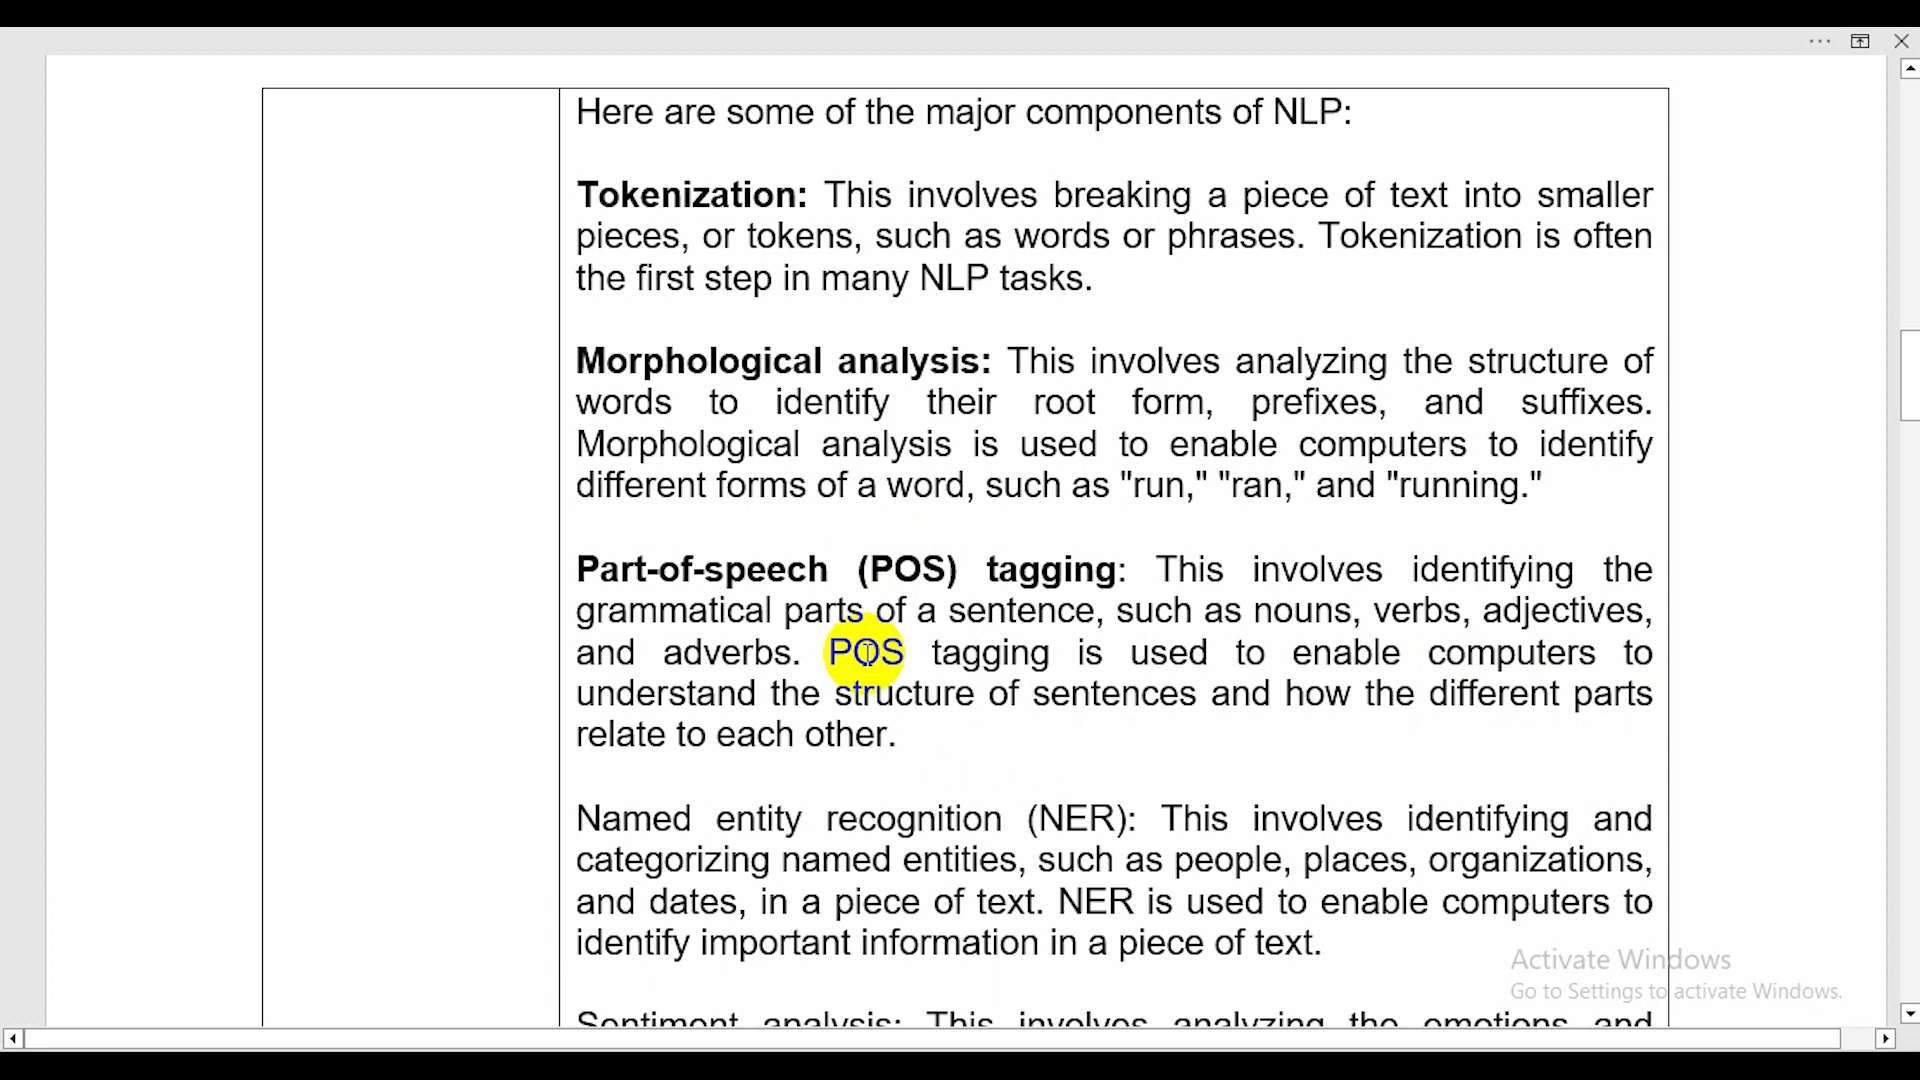 Here are some of the major components of NLP:
Tokenization: This involves breaking a piece of text into smaller
pieces, or tokens, such as words or phrases. Tokenization is often
the first step in many NLP tasks.
Morphological analysis: This involves analyzing the structure of
words to identify their root form, prefixes, and suffixes.
Morphological analysis is used to enable computers to identify
different forms of a word, such as "run," "ran," and "running."
Part-of-speech (POS) tagging: This involves identifying the
grammatical parts of a sentence, such as nouns, verbs, adjectives,
and adverbs. POS tagging is used to enable computers to
understand the structure of sentences and how the different parts
relate to each other.
Named entity recognition (NER): This involves identifying and
categorizing named entities, such as people, places, organizations,
and dates, in a piece of text. NER is used to enable computers to
identify important information in a piece of text.
Activate Windows
Go to Settings to activate Windows.
Sentiment analysis: This involves analyzing the emotions and